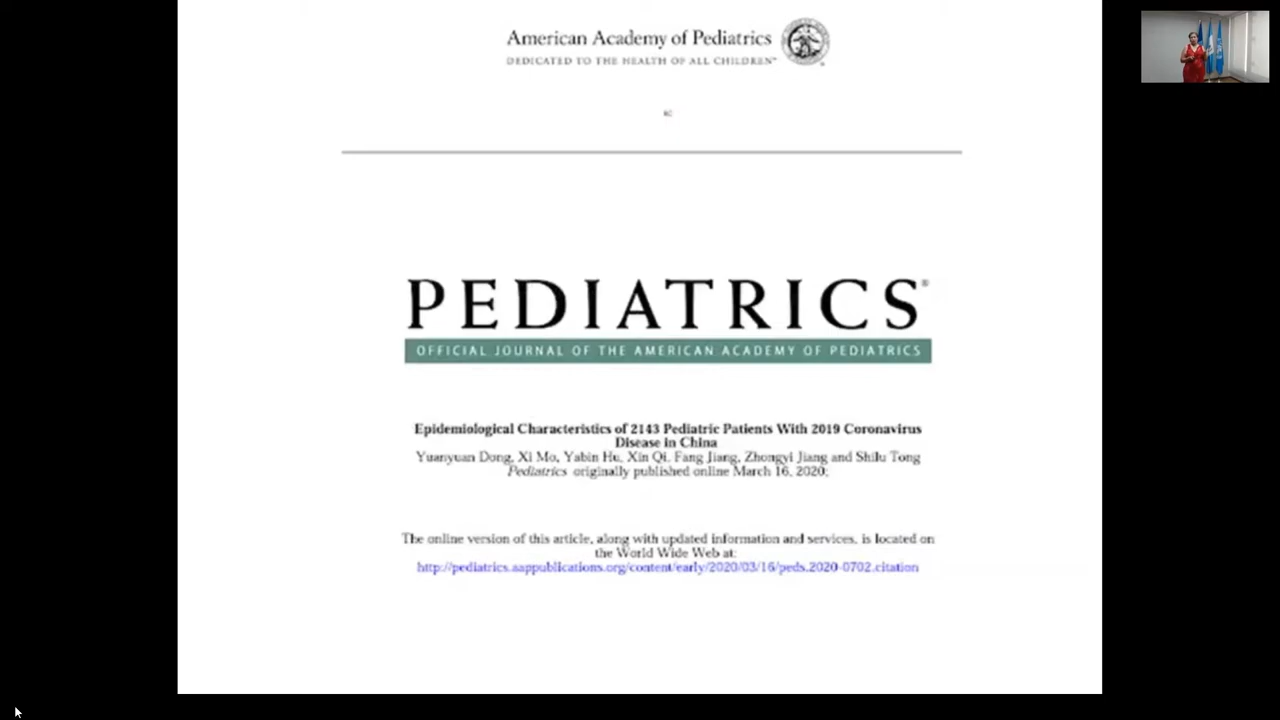 American Academy of Pediatrics
DEDICATED TO THE HEALTH OF ALL CHILDREN™
PEDIATRICS®
OFFICIAL JOURNAL OF THE AMERICAN ACADEMY OF PEDIATRICS
Epidemiological Characteristics of 2143 Pediatric Patients With 2019 Coronavirus
Disease in China
Yuanyuan Dong, Xi Mo, Yabin Hu, Xin Qi, Fang Jiang, Zhongyi Jiang and Shilu Tong
Pediatrics originally published online March 16, 2020;
The online version of this article, along with updated information and services, is located on
the World Wide Web at:
http://pediatrics.aappublications.org/content/early/2020/03/16/peds.2020-0702.citation